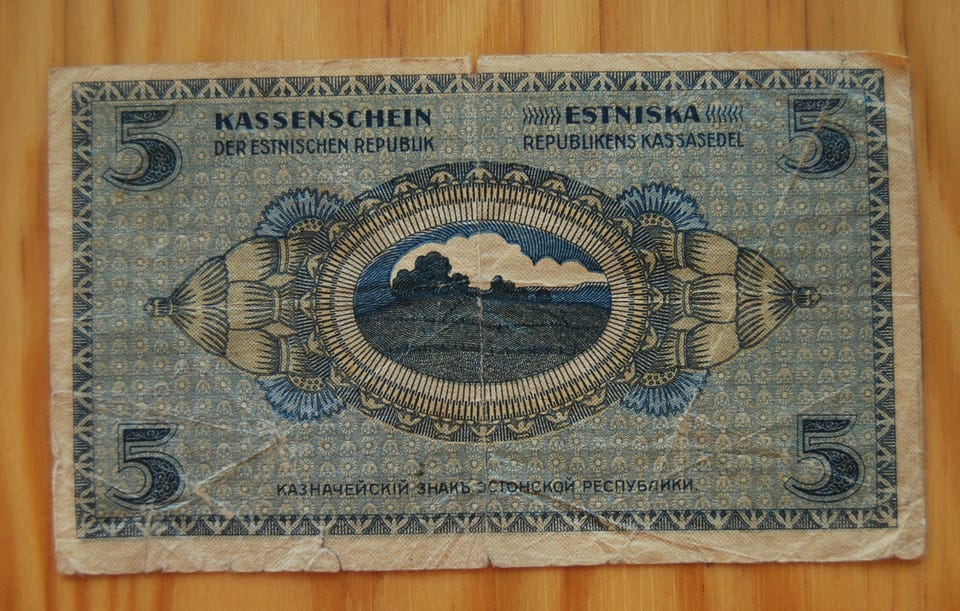 5
KASSENSCHEIN
DER ESTNISCHEN REPUBLIK
ESTNISKA
REPUBLIKENS KASSASEDEL
5
5
КАЗНАЧЕЙСКІЙ ЗНАКЪ ЭСТОНСКОЙ РЕСПУБЛИКИ.
5